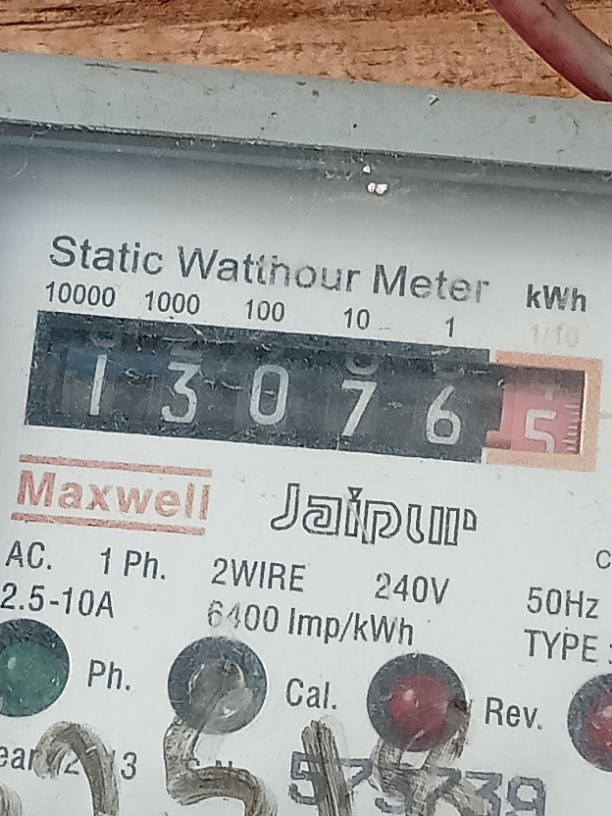 Static Watthour Meter kWh
10000 1000 100 10 1 1/10
1 3 0 7 6 5
Maxwell Jaipur
AC. 1 Ph. 2WIRE 240V 50Hz
2.5-10A 6400 Imp/kWh TYPE
Ph. Cal. Rev.